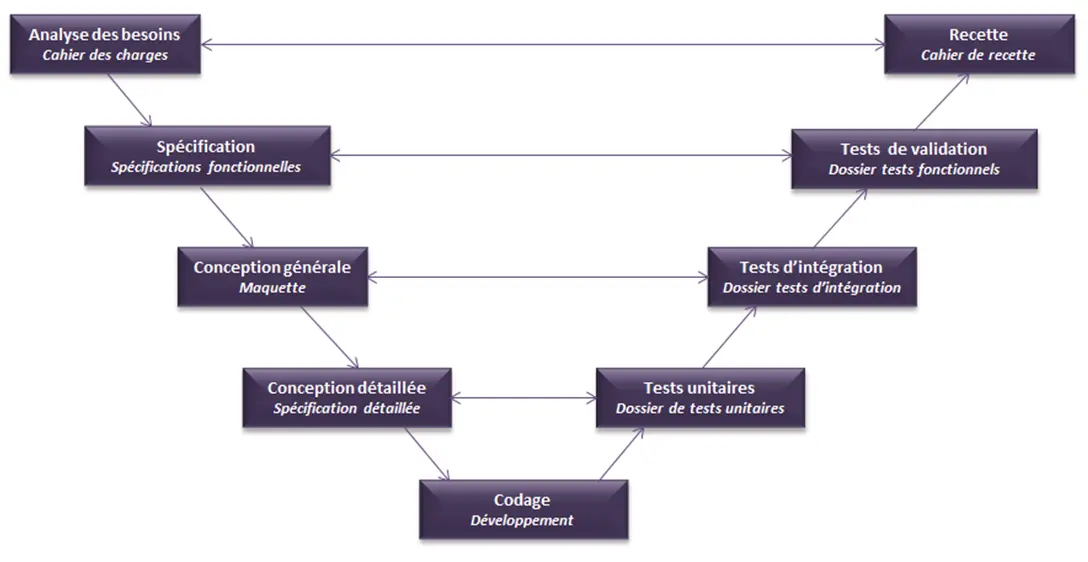 Analyse des besoins
Cahier des charges
Recette
Cahier de recette
Spécification
Spécifications fonctionnelles
Tests de validation
Dossier tests fonctionnels
Conception générale
Maquette
Tests d'intégration
Dossier tests d'intégration
Conception détaillée
Spécification détaillée
Tests unitaires
Dossier de tests unitaires
Codage
Développement